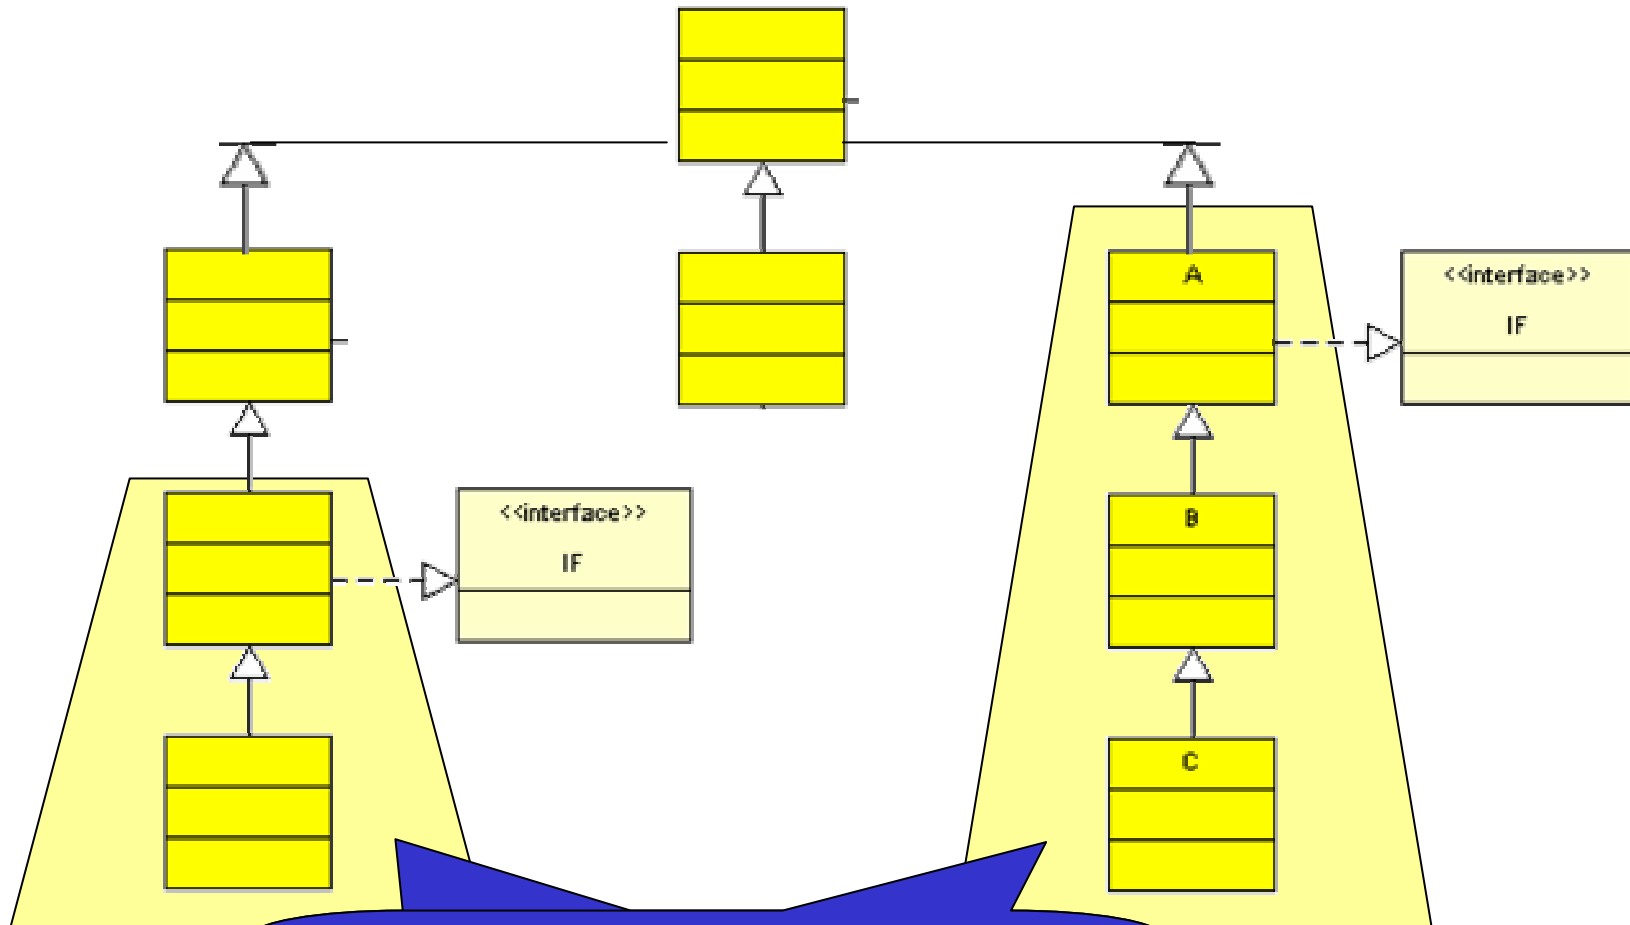 A
<<interface>>
IF
<<interface>>
IF
B
C